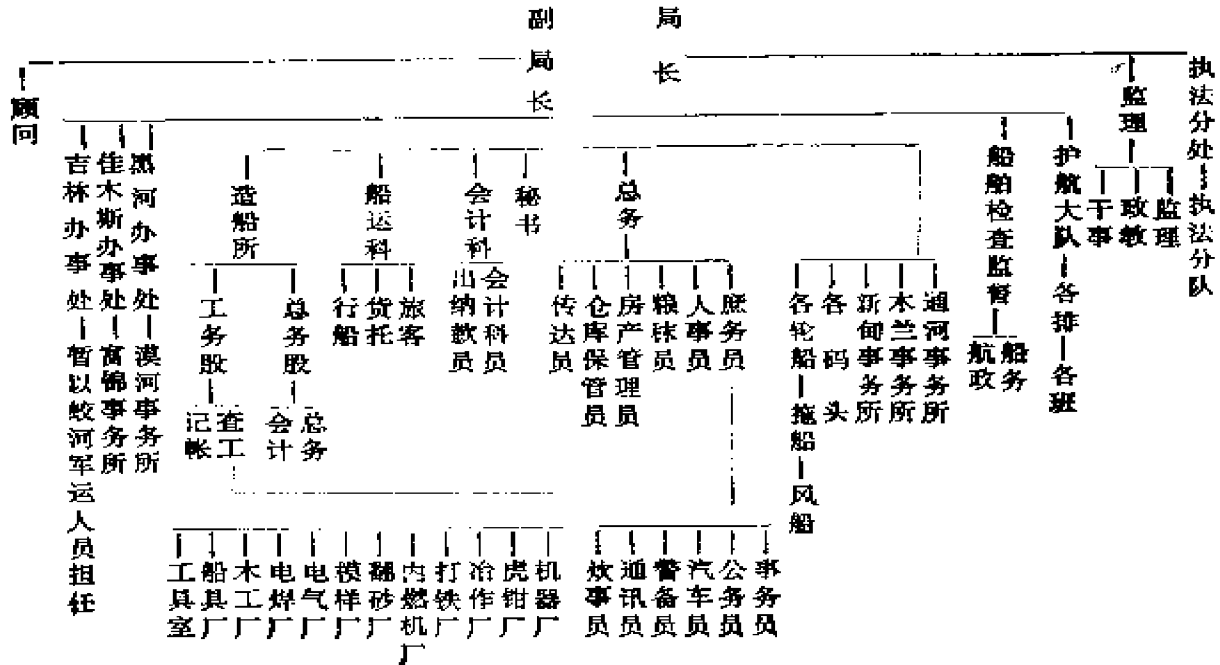 局长
副局长
顾问
监理
执法分处
执法分队
监理
政教
干事
护航大队
各排
各班
船舶检查监督
船务
航政
黑河办事处
漠河事务所
佳木斯办事处
富锦事务所
吉林办事处
暂以蛟河军运人员担任
总务
秘书
会计科
船运科
造船所
通河事务所
木兰事务所
新甸事务所
各码头
各轮船
拖船
风船
庶务员
人事员
粮秣员
房产管理员
仓库保管员
传达员
会计科员
出纳款员
旅客
货托
行船
总务股
工务股
总务
会计
查工
记帐
事务员
公务员
汽车员
警备员
通讯员
炊事员
机器厂
虎钳厂
冶作厂
打铁厂
内燃机厂
翻砂厂
模样厂
电气厂
电焊厂
木工厂
船具厂
工具室